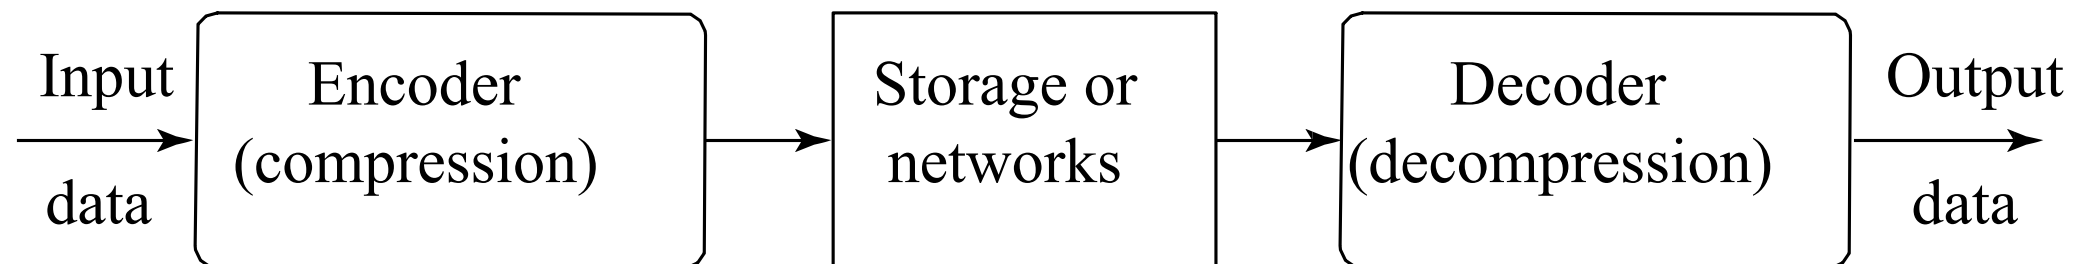 Input
data
Encoder
(compression)
Storage or
networks
Decoder
(decompression)
Output
data